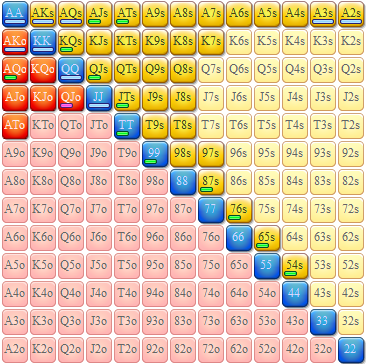 AA AKs AQs AJs ATs A9s A8s A7s A6s A5s A4s A3s A2s
AKo KK KQs KJs KTs K9s K8s K7s K6s K5s K4s K3s K2s
AQo KQo QQ QJs QTs Q9s Q8s Q7s Q6s Q5s Q4s Q3s Q2s
AJo KJo QJo JJ JTs J9s J8s J7s J6s J5s J4s J3s J2s
ATo KTo QTo JTo TT T9s T8s T7s T6s T5s T4s T3s T2s
A9o K9o Q9o J9o T9o 99 98s 97s 96s 95s 94s 93s 92s
A8o K8o Q8o J8o T8o 98o 88 87s 86s 85s 84s 83s 82s
A7o K7o Q7o J7o T7o 97o 87o 77 76s 75s 74s 73s 72s
A6o K6o Q6o J6o T6o 96o 86o 76o 66 65s 64s 63s 62s
A5o K5o Q5o J5o T5o 95o 85o 75o 65o 55 54s 53s 52s
A4o K4o Q4o J4o T4o 94o 84o 74o 64o 54o 44 43s 42s
A3o K3o Q3o J3o T3o 93o 83o 73o 63o 53o 43o 33 32s
A2o K2o Q2o J2o T2o 92o 82o 72o 62o 52o 42o 32o 22